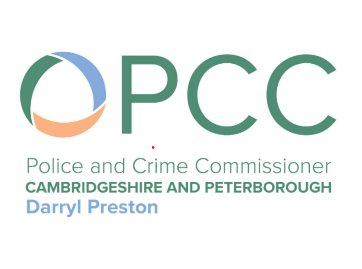 OPCC
Police and Crime Commissioner
CAMBRIDGESHIRE AND PETERBOROUGH
Darryl Preston